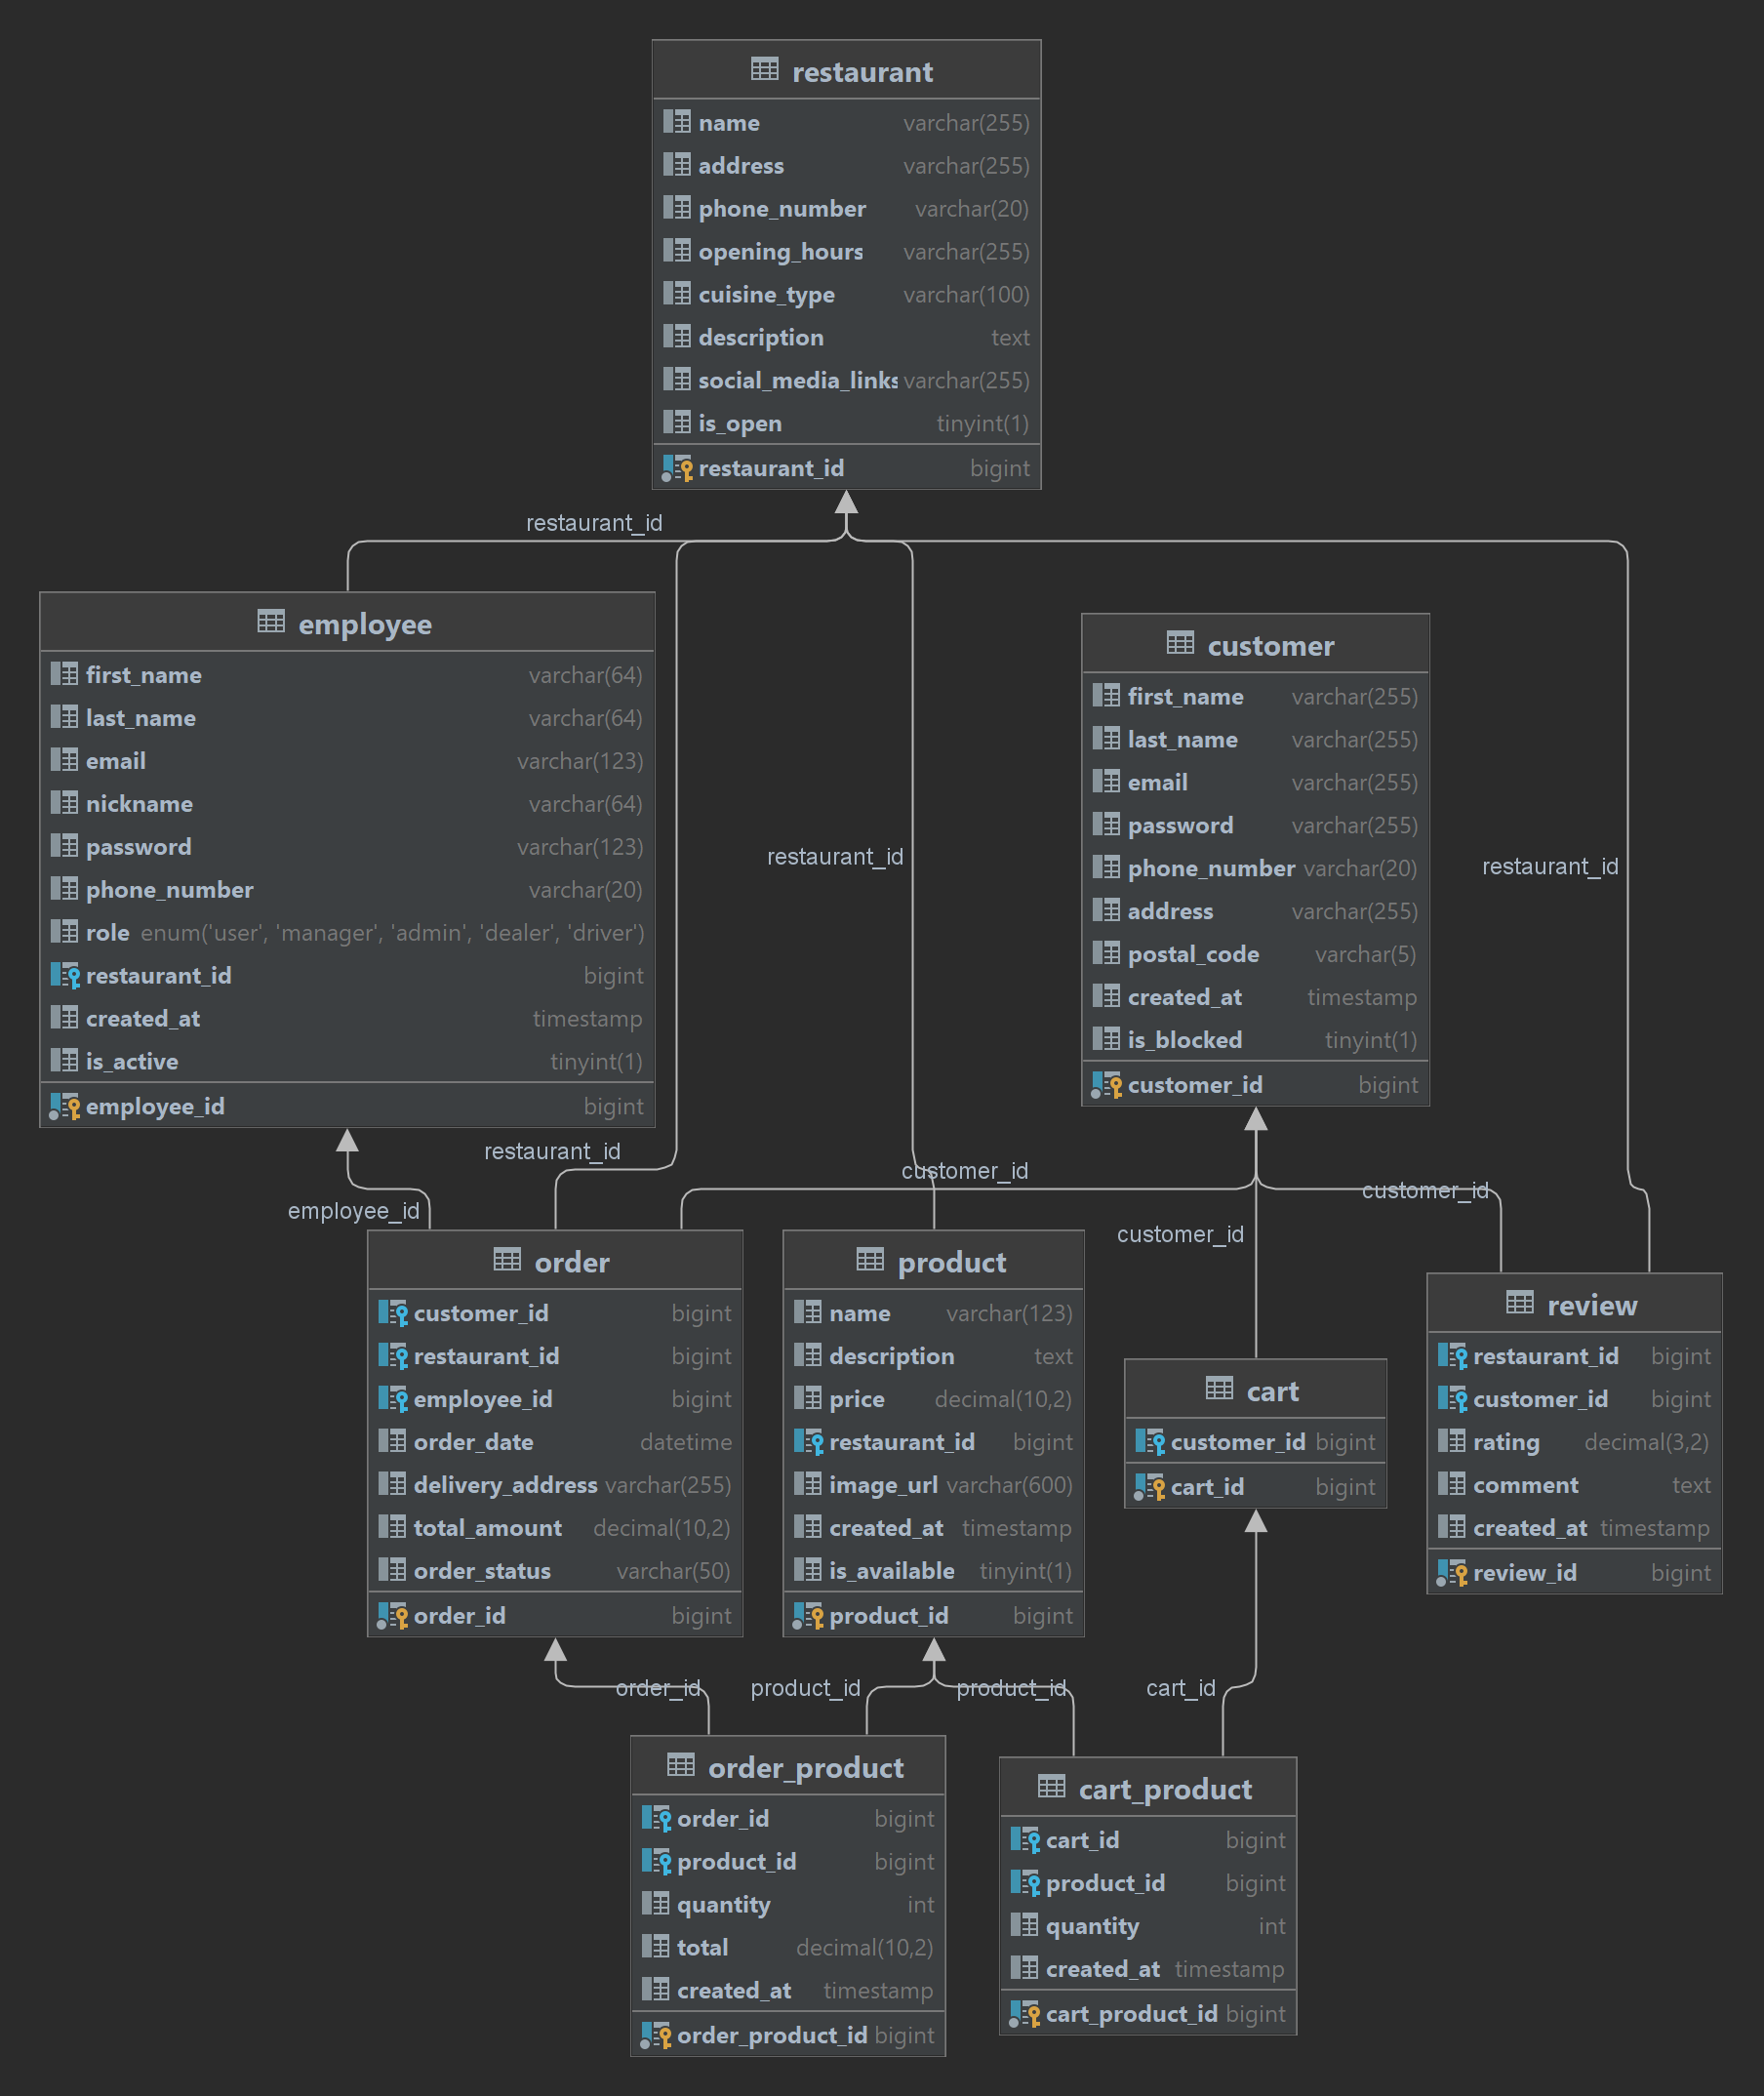 restaurant
name varchar(255)
address varchar(255)
phone_number varchar(20)
opening_hours varchar(255)
cuisine_type varchar(100)
description text
social_media_links varchar(255)
is_open tinyint(1)
restaurant_id bigint
restaurant_id
restaurant_id
restaurant_id
restaurant_id
employee
first_name varchar(64)
last_name varchar(64)
email varchar(123)
nickname varchar(64)
password varchar(123)
phone_number varchar(20)
role enum('user', 'manager', 'admin', 'dealer', 'driver')
restaurant_id bigint
created_at timestamp
is_active tinyint(1)
employee_id bigint
customer
first_name varchar(255)
last_name varchar(255)
email varchar(255)
password varchar(255)
phone_number varchar(20)
address varchar(255)
postal_code varchar(5)
created_at timestamp
is_blocked tinyint(1)
customer_id bigint
employee_id
customer_id
customer_id
customer_id
order
customer_id bigint
restaurant_id bigint
employee_id bigint
order_date datetime
delivery_address varchar(255)
total_amount decimal(10,2)
order_status varchar(50)
order_id bigint
product
name varchar(123)
description text
price decimal(10,2)
restaurant_id bigint
image_url varchar(600)
created_at timestamp
is_available tinyint(1)
product_id bigint
cart
customer_id bigint
cart_id bigint
review
restaurant_id bigint
customer_id bigint
rating decimal(3,2)
comment text
created_at timestamp
review_id bigint
order_id
product_id
product_id
cart_id
order_product
order_id bigint
product_id bigint
quantity int
total decimal(10,2)
created_at timestamp
order_product_id bigint
cart_product
cart_id bigint
product_id bigint
quantity int
created_at timestamp
cart_product_id bigint